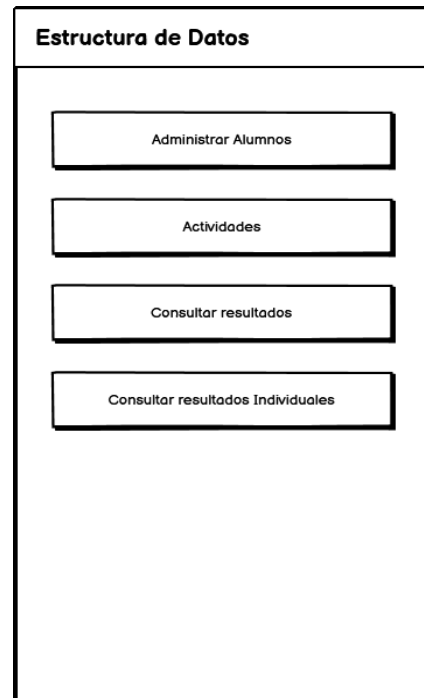 Estructura de Datos
Administrar Alumnos
Actividades
Consultar resultados
Consultar resultados Individuales